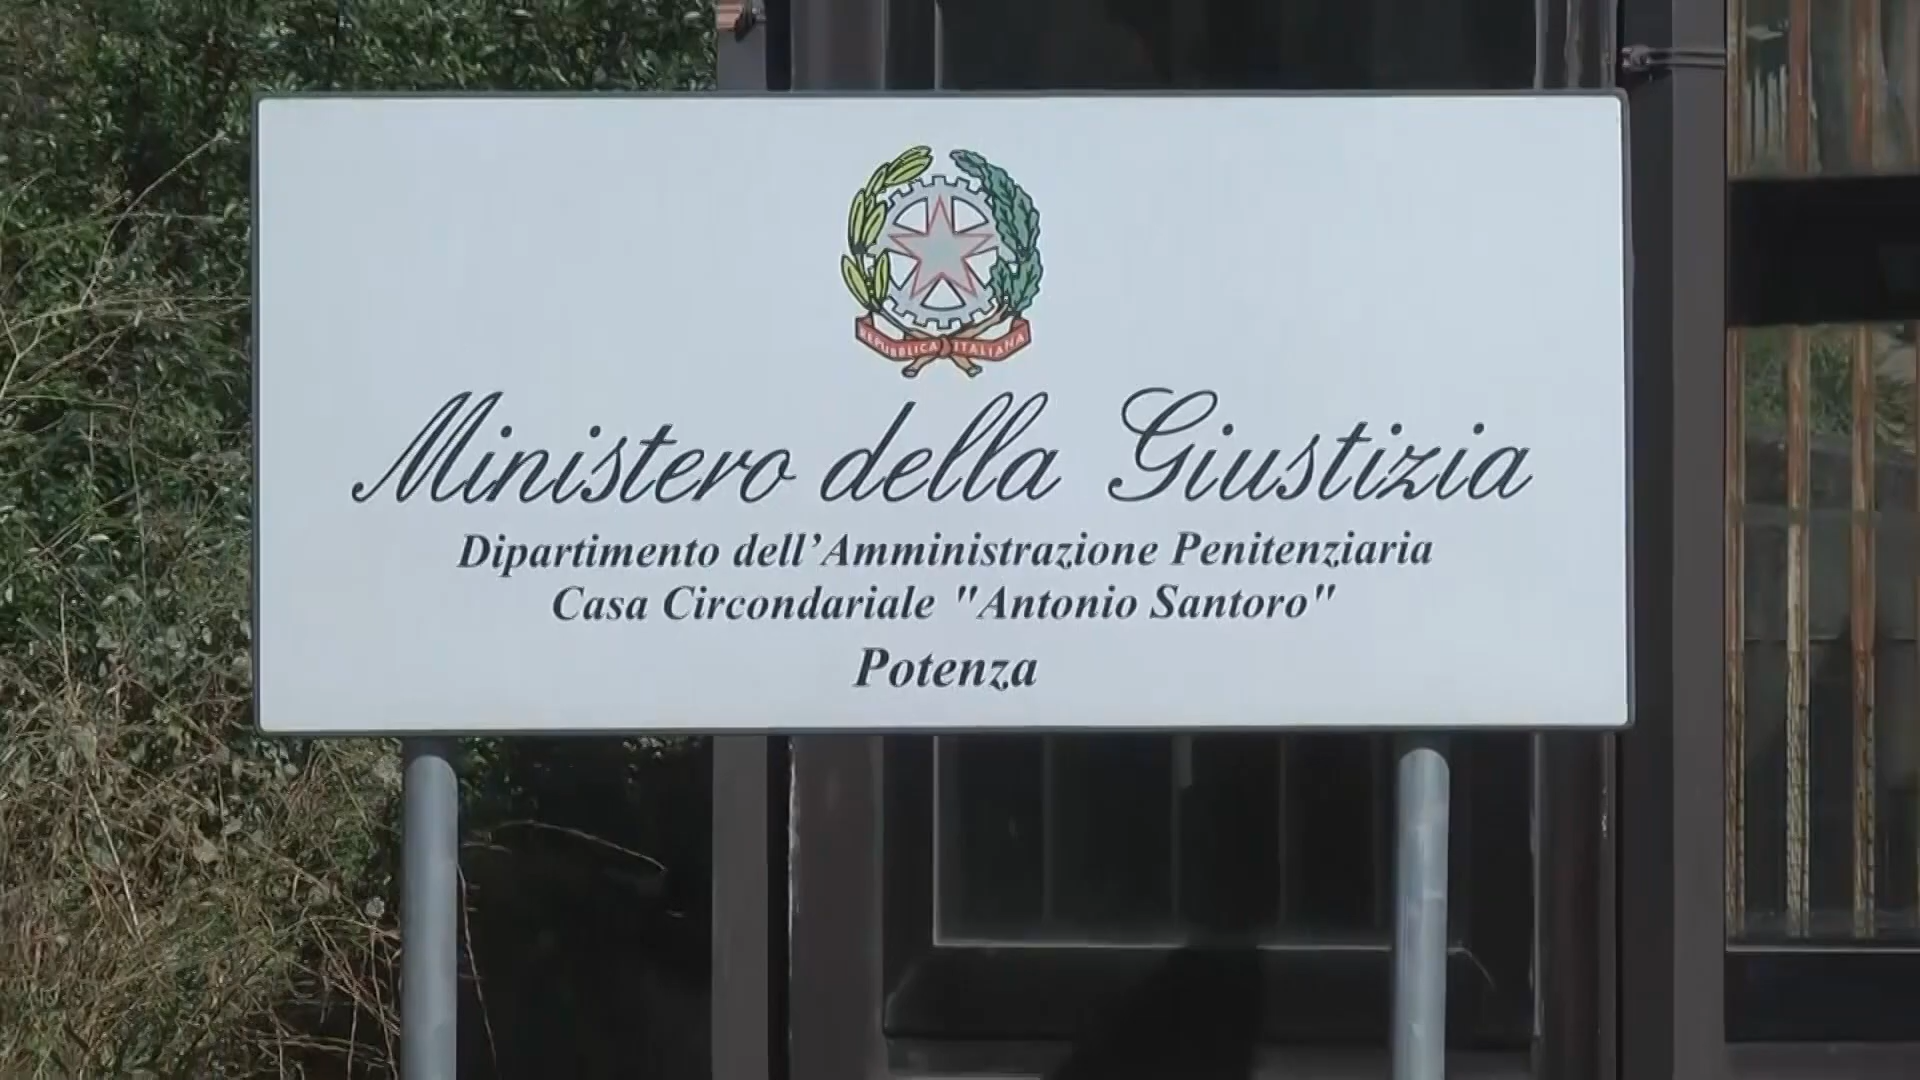 REPUBBLICA ITALIANA
Ministero della Giustizia
Dipartimento dell'Amministrazione Penitenziaria
Casa Circondariale "Antonio Santoro"
Potenza